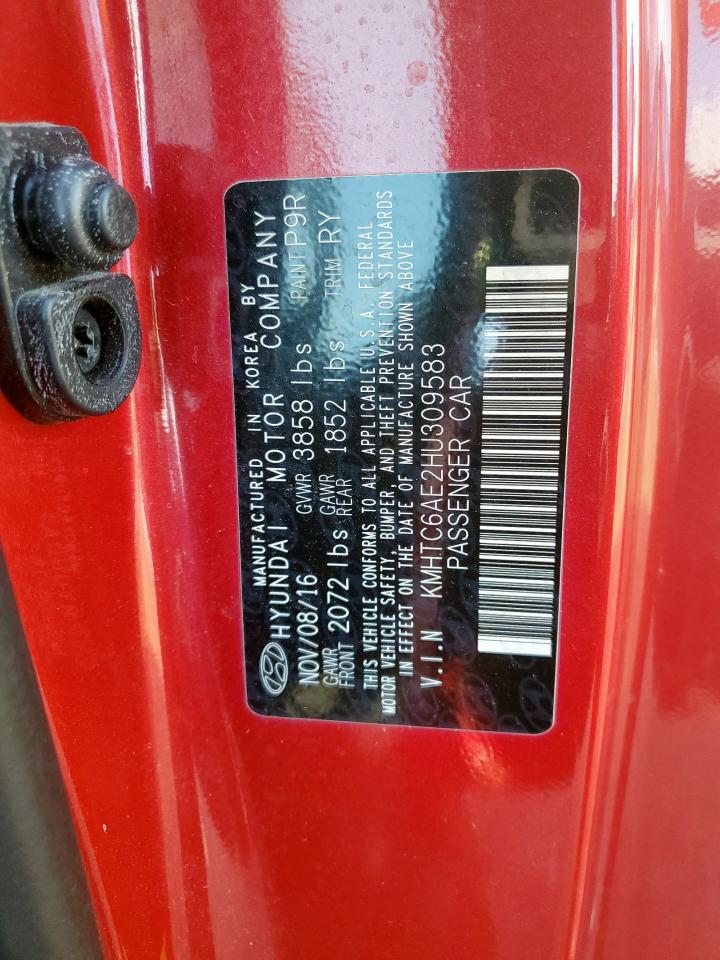 MANUFACTURED IN KOREA BY
HYUNDAI MOTOR COMPANY
NOV/08/16 GVWR 3858 lbs PAINT P9R
GAWR FRONT 2072 lbs GAWR REAR 1852 lbs TRIM RY
THIS VEHICLE CONFORMS TO ALL APPLICABLE U.S.A. FEDERAL
MOTOR VEHICLE SAFETY, BUMPER, AND THEFT PREVENTION STANDARDS
IN EFFECT ON THE DATE OF MANUFACTURE SHOWN ABOVE
V.I.N KMHTC6AE2HU309583
PASSENGER CAR